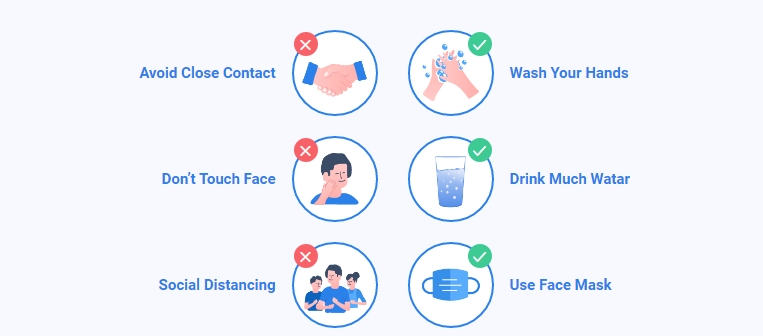 Avoid Close Contact
Wash Your Hands
Don’t Touch Face
Drink Much Watar
Social Distancing
Use Face Mask